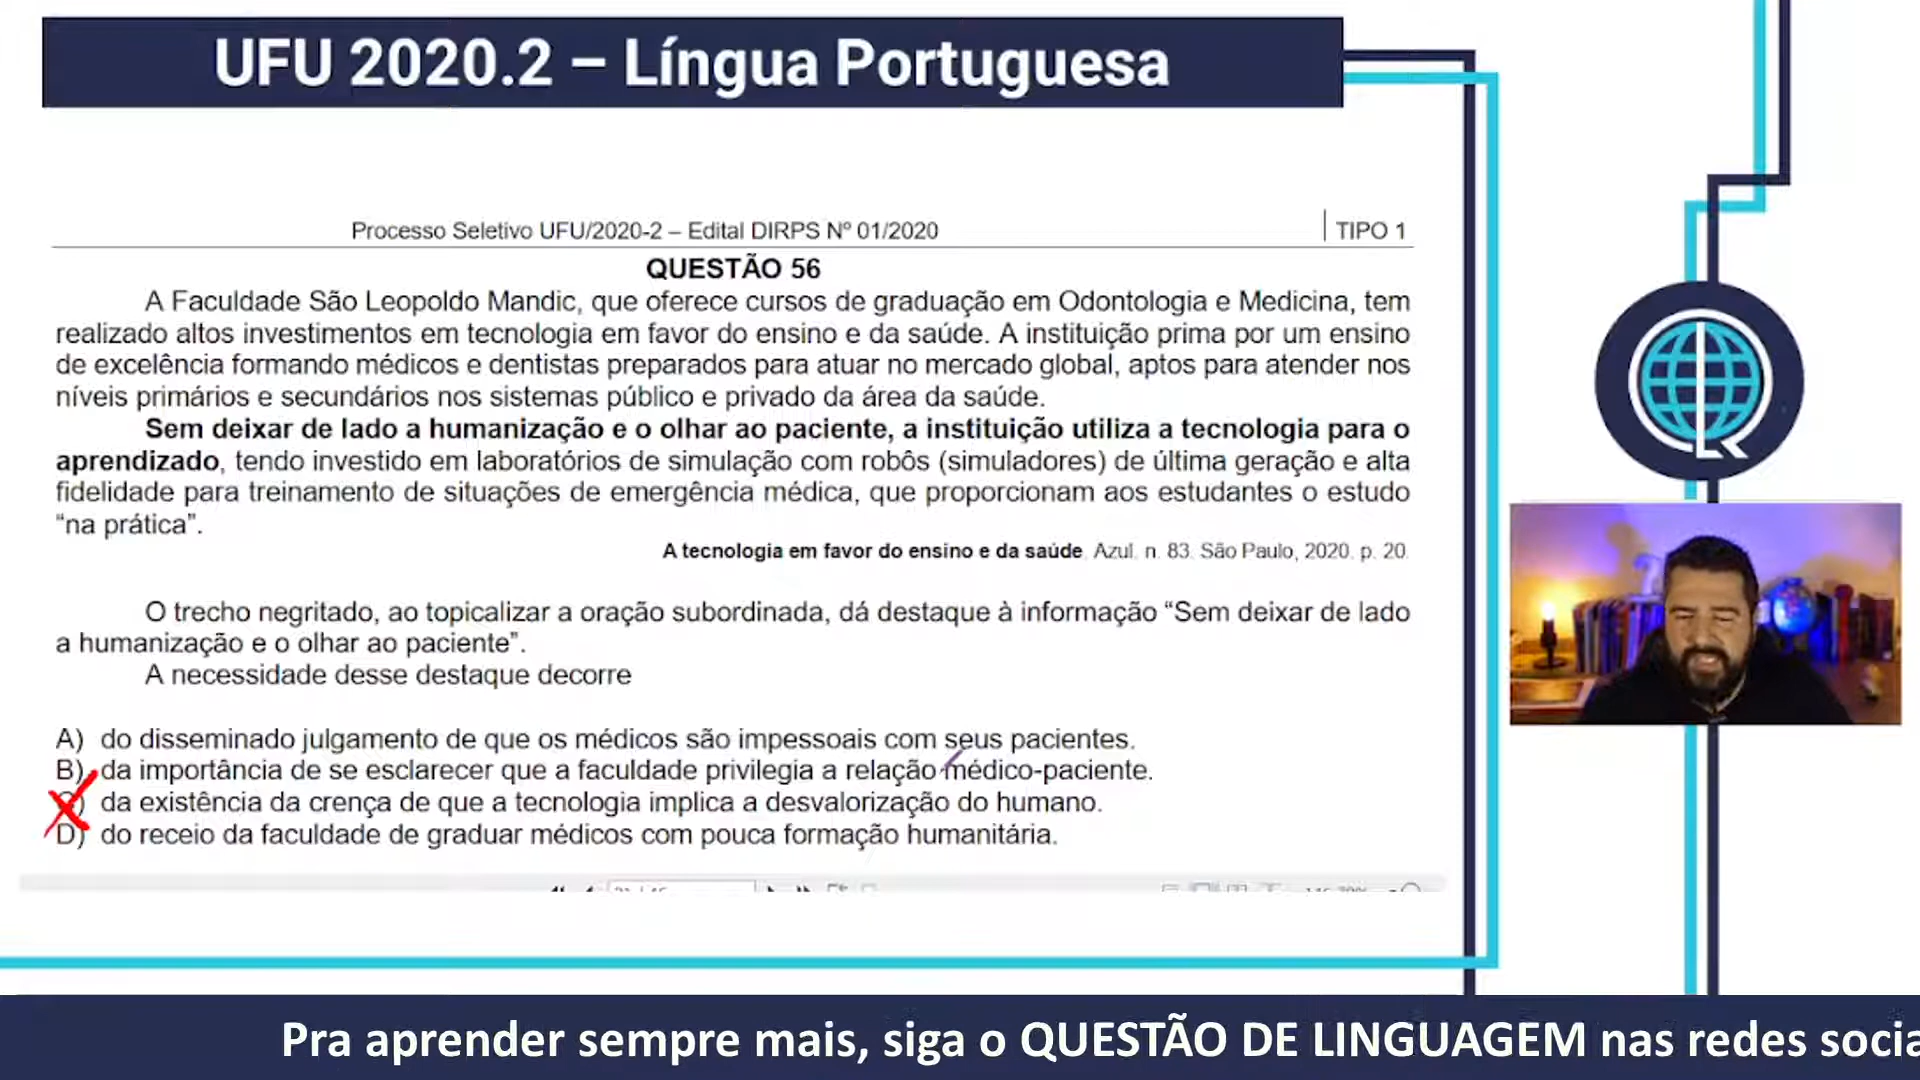 UFU 2020.2 – Língua Portuguesa
Processo Seletivo UFU/2020-2 – Edital DIRPS Nº 01/2020
TIPO 1
QUESTÃO 56
A Faculdade São Leopoldo Mandic, que oferece cursos de graduação em Odontologia e Medicina, tem
realizado altos investimentos em tecnologia em favor do ensino e da saúde. A instituição prima por um ensino
de excelência formando médicos e dentistas preparados para atuar no mercado global, aptos para atender nos
níveis primários e secundários nos sistemas público e privado da área da saúde.
Sem deixar de lado a humanização e o olhar ao paciente, a instituição utiliza a tecnologia para o
aprendizado, tendo investido em laboratórios de simulação com robôs (simuladores) de última geração e alta
fidelidade para treinamento de situações de emergência médica, que proporcionam aos estudantes o estudo
“na prática”.
A tecnologia em favor do ensino e da saúde. Azul. n. 83. São Paulo, 2020. p. 20.
O trecho negritado, ao topicalizar a oração subordinada, dá destaque à informação “Sem deixar de lado
a humanização e o olhar ao paciente”.
A necessidade desse destaque decorre
A) do disseminado julgamento de que os médicos são impessoais com seus pacientes.
B) da importância de se esclarecer que a faculdade privilegia a relação médico-paciente.
C) da existência da crença de que a tecnologia implica a desvalorização do humano.
D) do receio da faculdade de graduar médicos com pouca formação humanitária.
Pra aprender sempre mais, siga o QUESTÃO DE LINGUAGEM nas redes socia